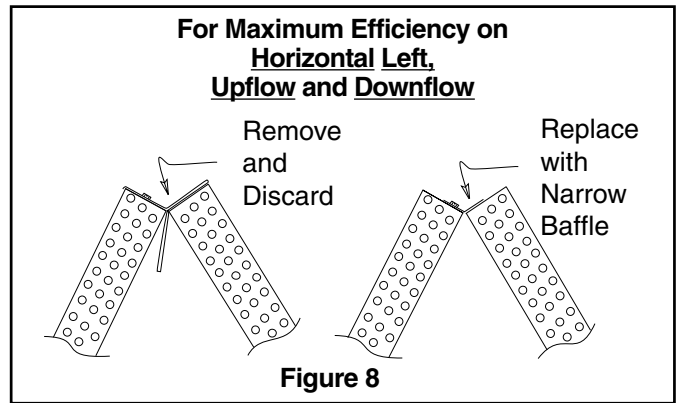 For Maximum Efficiency on
Horizontal Left,
Upflow and Downflow
Remove
and
Discard
Replace
with
Narrow
Baffle
Figure 8